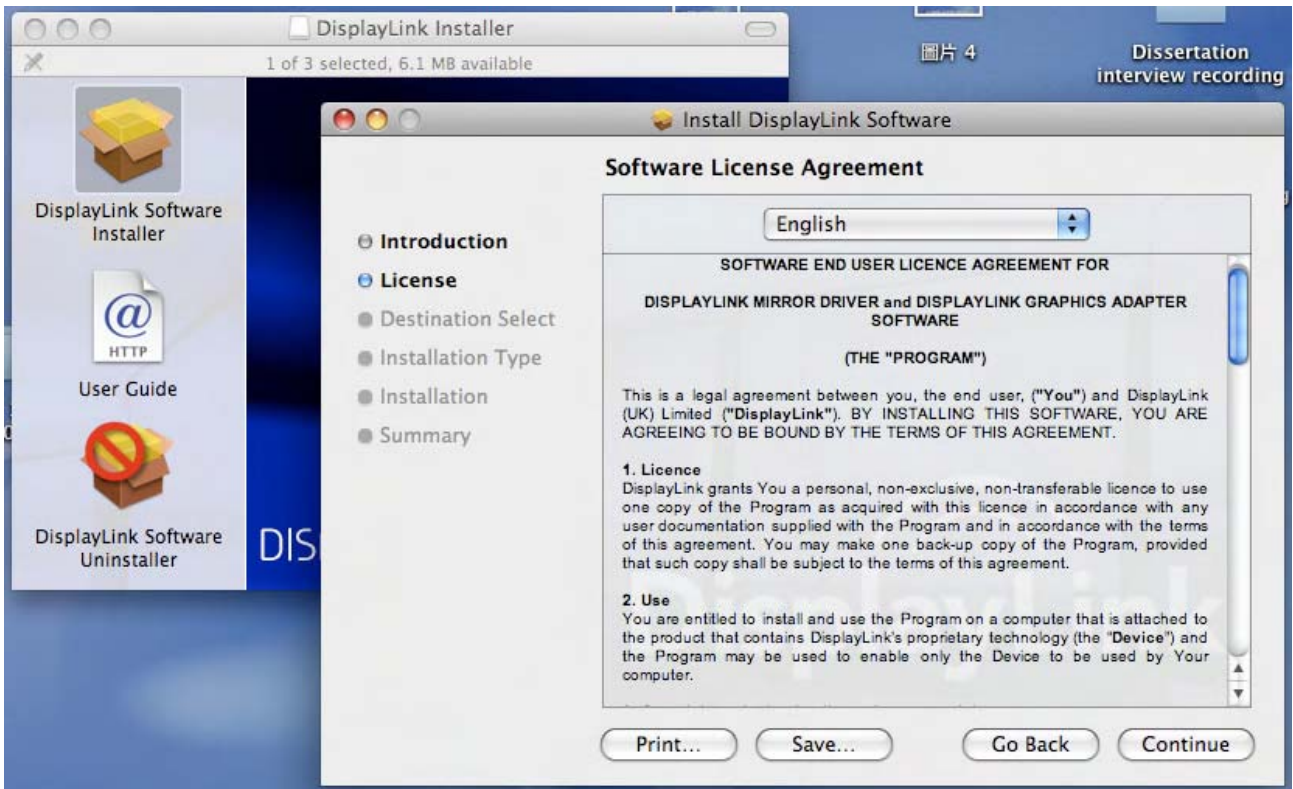 DisplayLink Installer
1 of 3 selected, 6.1 MB available
圖片 4
Dissertation
interview recording
DisplayLink Software
Installer
HTTP
User Guide
DisplayLink Software
Uninstaller
DIS
Install DisplayLink Software
Software License Agreement
Introduction
License
Destination Select
Installation Type
Installation
Summary
English
SOFTWARE END USER LICENCE AGREEMENT FOR
DISPLAYLINK MIRROR DRIVER and DISPLAYLINK GRAPHICS ADAPTER
SOFTWARE
(THE "PROGRAM")
This is a legal agreement between you, the end user, ("You") and DisplayLink
(UK) Limited ("DisplayLink"). BY INSTALLING THIS SOFTWARE, YOU ARE
AGREEING TO BE BOUND BY THE TERMS OF THIS AGREEMENT.
1. Licence
DisplayLink grants You a personal, non-exclusive, non-transferable licence to use
one copy of the Program as acquired with this licence in accordance with any
user documentation supplied with the Program and in accordance with the terms
of this agreement. You may make one back-up copy of the Program, provided
that such copy shall be subject to the terms of this agreement.
2. Use
You are entitled to install and use the Program on a computer that is attached to
the product that contains DisplayLink's proprietary technology (the "Device") and
the Program may be used to enable only the Device to be used by Your
computer.
DisplayLink
Print...
Save...
Go Back
Continue